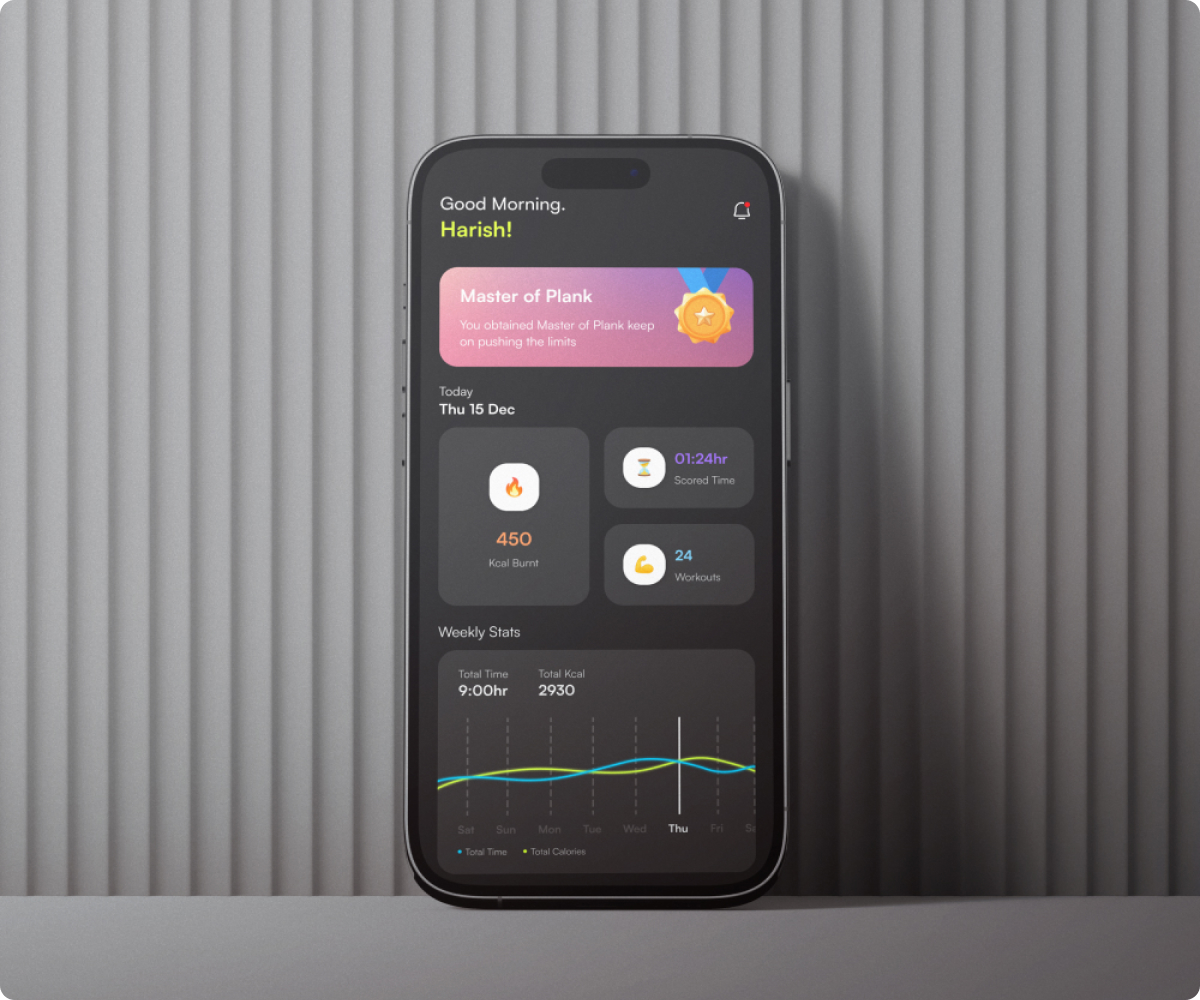 Good Morning.
Harish!
Master of Plank
You obtained Master of Plank keep
on pushing the limits
Today
Thu 15 Dec
450
Kcal Burnt
01:24hr
Scored Time
24
Workouts
Weekly Stats
Total Time
9:00hr
Total Kcal
2930
Sat Sun Mon Tue Wed Thu Fri Sa
Total Time Total Calories